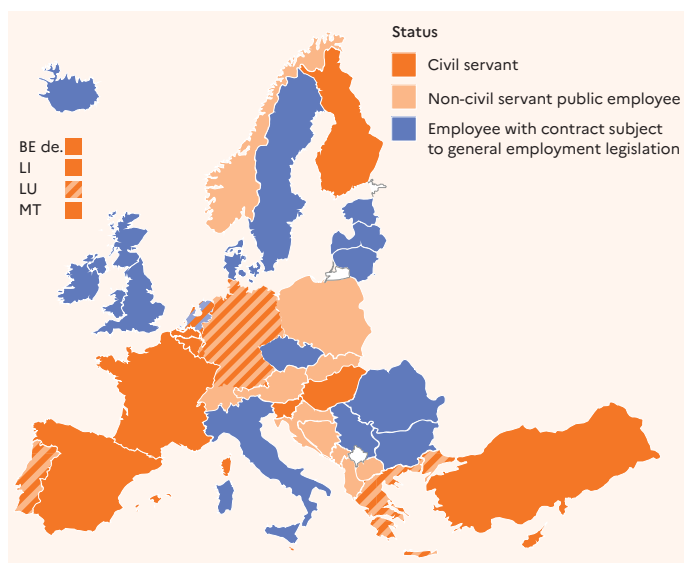 Status
Civil servant
Non-civil servant public employee
Employee with contract subject
to general employment legislation
BE de.
LI
LU
MT